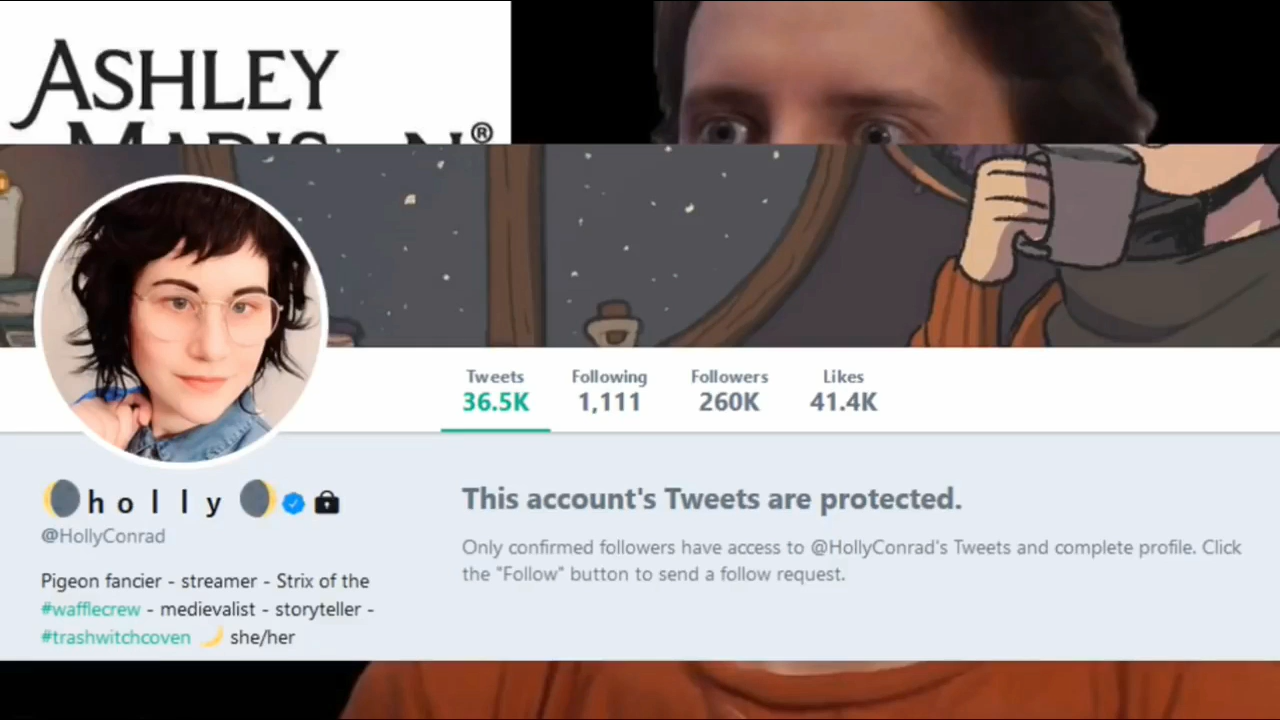 ASHLEY
MADIS N®
Tweets Following Followers Likes
36.5K 1,111 260K 41.4K
h o l l y
@HollyConrad
Pigeon fancier - streamer - Strix of the
#wafflecrew - medievalist - storyteller -
#trashwitchcoven she/her
This account's Tweets are protected.
Only confirmed followers have access to @HollyConrad's Tweets and complete profile. Click
the "Follow" button to send a follow request.